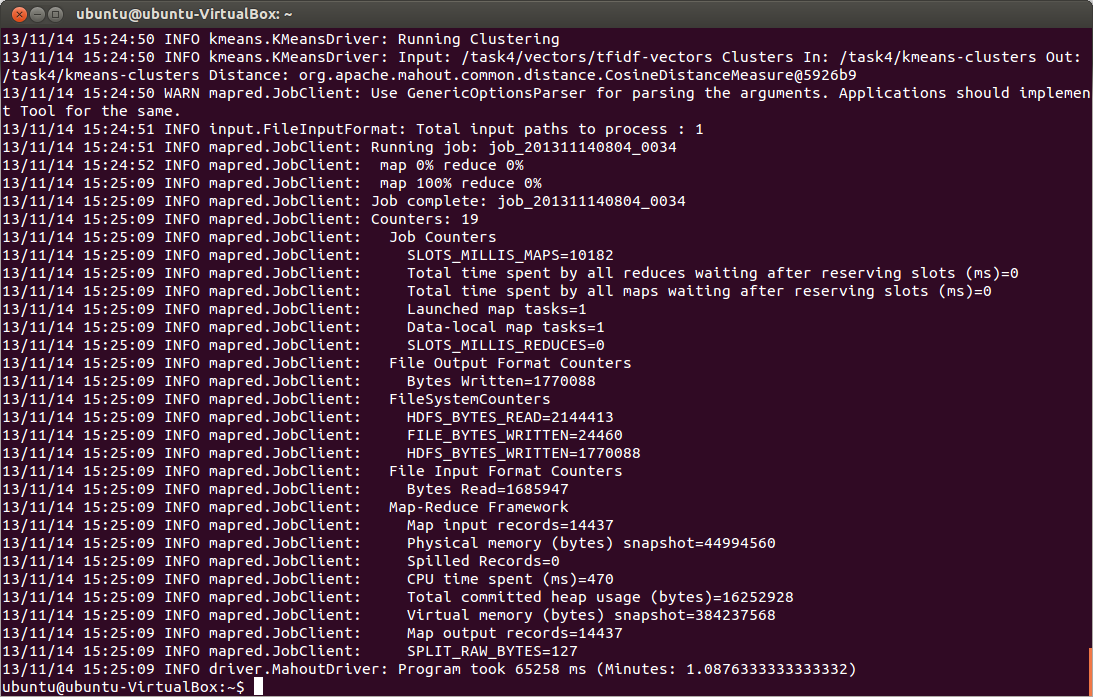 ubuntu@ubuntu-VirtualBox: ~
13/11/14 15:24:50 INFO kmeans.KMeansDriver: Running Clustering
13/11/14 15:24:50 INFO kmeans.KMeansDriver: Input: /task4/vectors/tfidf-vectors Clusters In: /task4/kmeans-clusters Out:
/task4/kmeans-clusters Distance: org.apache.mahout.common.distance.CosineDistanceMeasure@5926b9
13/11/14 15:24:50 WARN mapred.JobClient: Use GenericOptionsParser for parsing the arguments. Applications should implemen
t Tool for the same.
13/11/14 15:24:51 INFO input.FileInputFormat: Total input paths to process : 1
13/11/14 15:24:51 INFO mapred.JobClient: Running job: job_201311140804_0034
13/11/14 15:24:52 INFO mapred.JobClient:  map 0% reduce 0%
13/11/14 15:25:09 INFO mapred.JobClient:  map 100% reduce 0%
13/11/14 15:25:09 INFO mapred.JobClient: Job complete: job_201311140804_0034
13/11/14 15:25:09 INFO mapred.JobClient: Counters: 19
13/11/14 15:25:09 INFO mapred.JobClient:   Job Counters
13/11/14 15:25:09 INFO mapred.JobClient:     SLOTS_MILLIS_MAPS=10182
13/11/14 15:25:09 INFO mapred.JobClient:     Total time spent by all reduces waiting after reserving slots (ms)=0
13/11/14 15:25:09 INFO mapred.JobClient:     Total time spent by all maps waiting after reserving slots (ms)=0
13/11/14 15:25:09 INFO mapred.JobClient:     Launched map tasks=1
13/11/14 15:25:09 INFO mapred.JobClient:     Data-local map tasks=1
13/11/14 15:25:09 INFO mapred.JobClient:     SLOTS_MILLIS_REDUCES=0
13/11/14 15:25:09 INFO mapred.JobClient:   File Output Format Counters
13/11/14 15:25:09 INFO mapred.JobClient:     Bytes Written=1770088
13/11/14 15:25:09 INFO mapred.JobClient:   FileSystemCounters
13/11/14 15:25:09 INFO mapred.JobClient:     HDFS_BYTES_READ=2144413
13/11/14 15:25:09 INFO mapred.JobClient:     FILE_BYTES_WRITTEN=24460
13/11/14 15:25:09 INFO mapred.JobClient:     HDFS_BYTES_WRITTEN=1770088
13/11/14 15:25:09 INFO mapred.JobClient:   File Input Format Counters
13/11/14 15:25:09 INFO mapred.JobClient:     Bytes Read=1685947
13/11/14 15:25:09 INFO mapred.JobClient:   Map-Reduce Framework
13/11/14 15:25:09 INFO mapred.JobClient:     Map input records=14437
13/11/14 15:25:09 INFO mapred.JobClient:     Physical memory (bytes) snapshot=44994560
13/11/14 15:25:09 INFO mapred.JobClient:     Spilled Records=0
13/11/14 15:25:09 INFO mapred.JobClient:     CPU time spent (ms)=470
13/11/14 15:25:09 INFO mapred.JobClient:     Total committed heap usage (bytes)=16252928
13/11/14 15:25:09 INFO mapred.JobClient:     Virtual memory (bytes) snapshot=384237568
13/11/14 15:25:09 INFO mapred.JobClient:     Map output records=14437
13/11/14 15:25:09 INFO mapred.JobClient:     SPLIT_RAW_BYTES=127
13/11/14 15:25:09 INFO driver.MahoutDriver: Program took 65258 ms (Minutes: 1.0876333333333332)
ubuntu@ubuntu-VirtualBox:~$